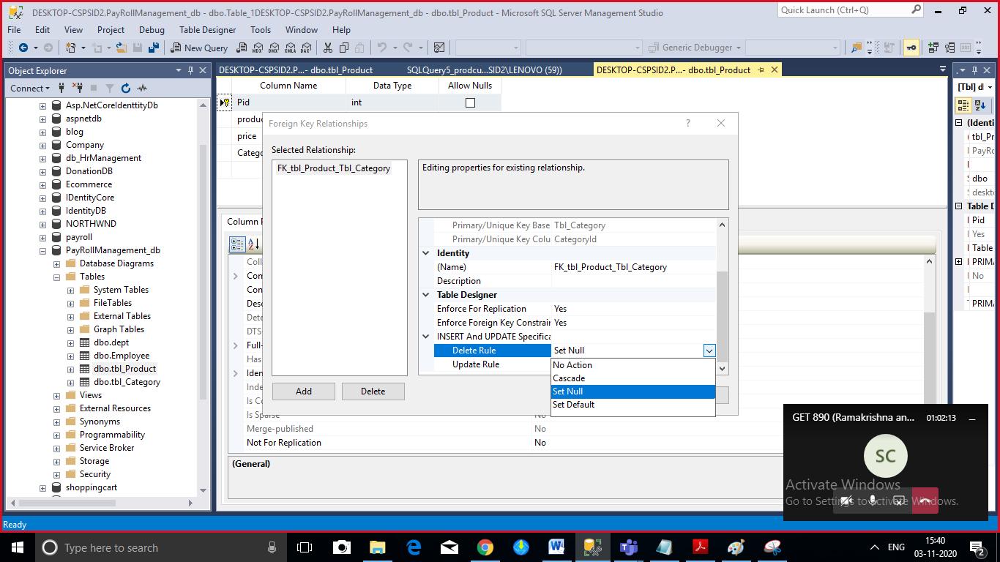 DESKTOP-CSPSID2.PayRollManagement_db - dbo.Table_1DESKTOP-CSPSID2.PayRollManagement_db - dbo.tbl_Product - Microsoft SQL Server Management Studio
Quick Launch (Ctrl+Q)
File Edit View Project Debug Table Designer Tools Window Help
New Query
MDX DMX XMLA DAX
Generic Debugger
Object Explorer
Connect
Asp.NetCoreIdenttityDb
aspnetdb
blog
Company
db_HrManagement
DonationDB
Ecommerce
IDentityCore
IdentityDB
NORTHWND
payroll
PayRollManagement_db
Database Diagrams
Tables
System Tables
FileTables
External Tables
Graph Tables
dbo.dept
dbo.Employee
dbo.tbl_Product
dbo.tbl_Category
Views
External Resources
Synonyms
Programmability
Service Broker
Storage
Security
shoppingcart
DESKTOP-CSPSID2.P...- dbo.tbl_Product
SQLQuery5_prodcu...SID2\LENOVO (59))
DESKTOP-CSPSID2.P...- dbo.tbl_Product
Column Name Data Type Allow Nulls
Pid int
produ
price
Catego
Foreign Key Relationships
?
Selected Relationship:
FK_tbl_Product_Tbl_Category
Editing properties for existing relationship.
Primary/Unique Key Base Tbl_Category
Primary/Unique Key Colu CategoryId
Identity
(Name) FK_tbl_Product_Tbl_Category
Description
Table Designer
Enforce For Replication Yes
Enforce Foreign Key Constrain Yes
INSERT And UPDATE Specifica
Delete Rule Set Null
Update Rule
No Action
Cascade
Set Null
Set Default
Add
Delete
Column P
Coll
Con
Con
Desc
Dete
DTS-
Full-
Has
Iden
Inde
Is Co
Is Sparse No
Merge-published No
Not For Replication No
(General)
[Tbl] d
(Identi
tbl_Pr
PayRo
dbo
deskto
Table D
Pid
Yes
Table
PRIMA
No
PRIMA
GET 890 (Ramakrishna an... 01:02:13
SC
Activate Windows
Go to Settings to activate Windows.
Ready
Type here to search
ENG
15:40
03-11-2020
2